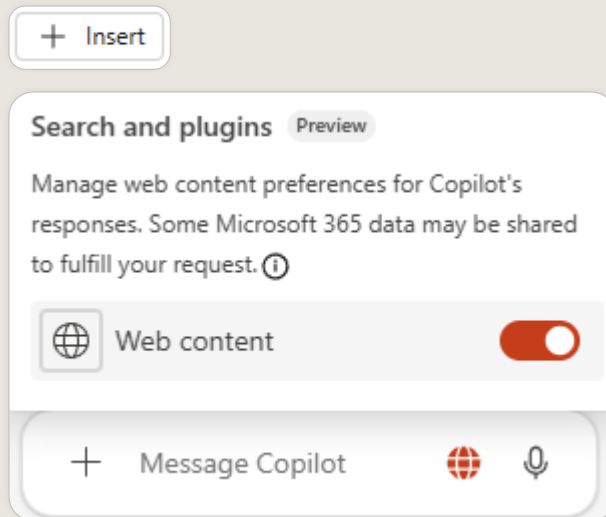 Insert
Search and plugins Preview
Manage web content preferences for Copilot's
responses. Some Microsoft 365 data may be shared
to fulfill your request.
Web content
Message Copilot